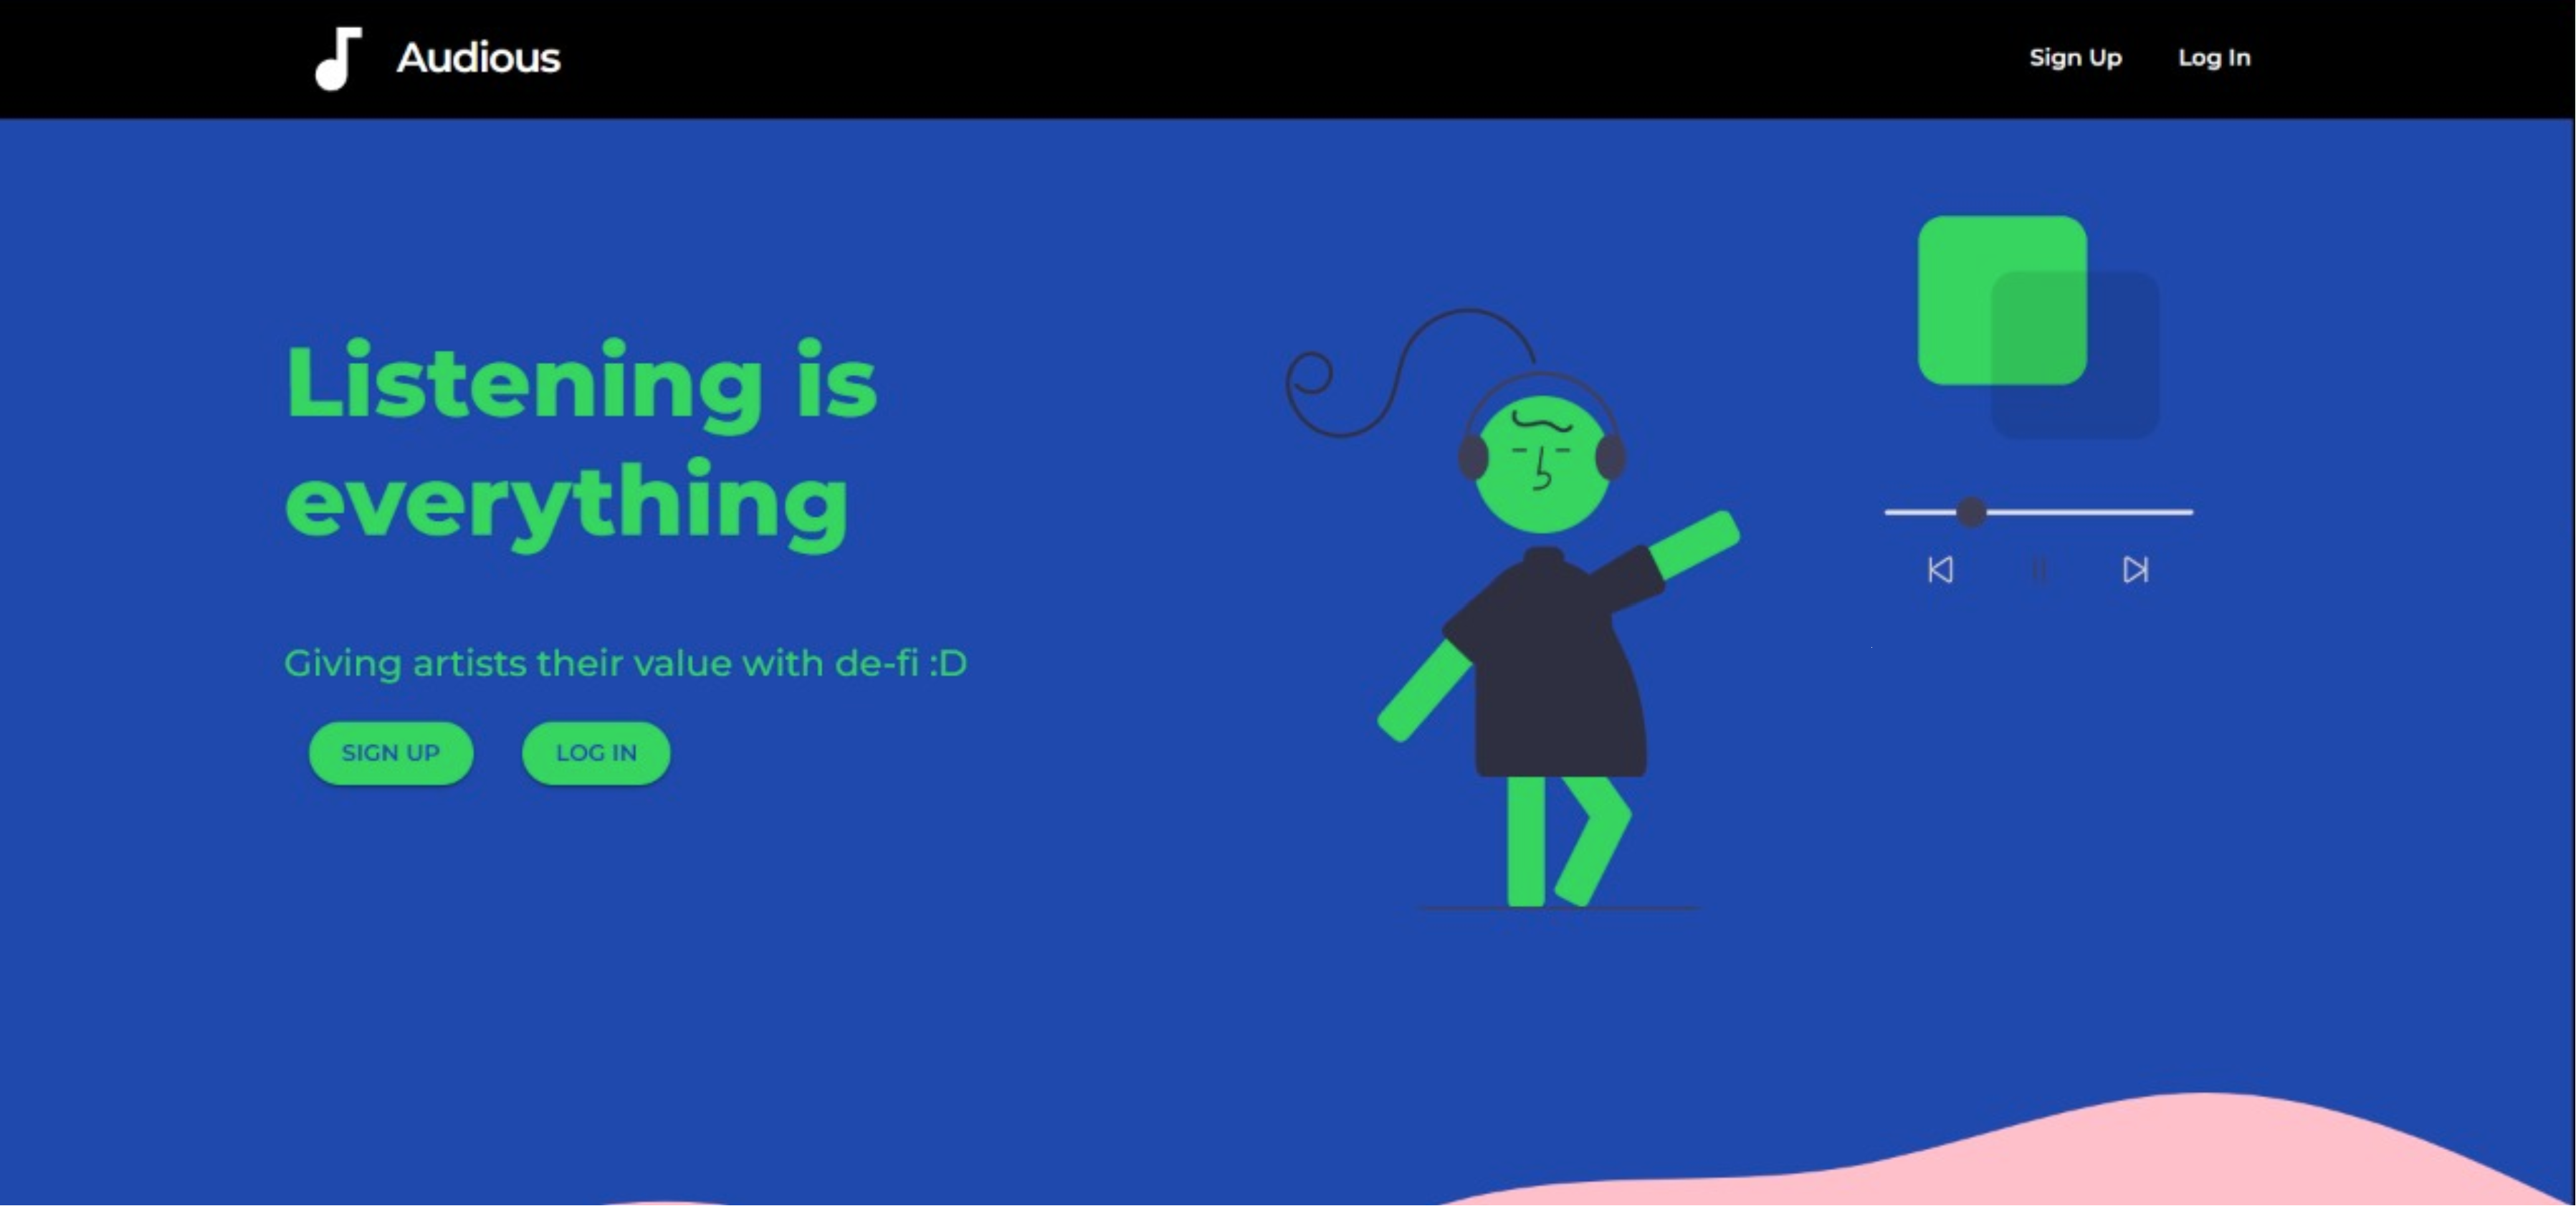 Audious
Sign Up
Log In
Listening is
everything
Giving artists their value with de-fi :D
SIGN UP
LOG IN